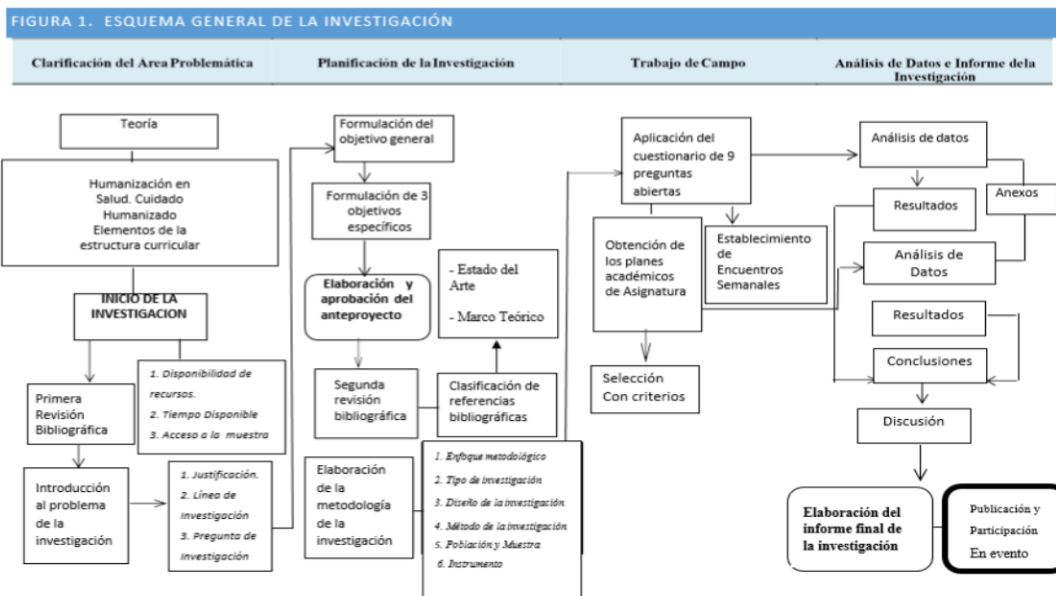 FIGURA 1. ESQUEMA GENERAL DE LA INVESTIGACIÓN
Clarificación del Area Problemática
Planificación de la Investigación
Trabajo de Campo
Análisis de Datos e Informe dela
Investigación
Teoría
Humanización en
Salud. Cuidado
Humanizado
Elementos de la
estructura curricular
INICIO DE LA
INVESTIGACION
1. Disponibilidad de
recursos.
2. Tiempo Disponible
3. Acceso a la muestra
Primera
Revisión
Bibliográfica
Introducción
al problema
de la
investigación
1. Justificación.
2. Línea de
Investigación
3. Pregunta de
Investigación
Formulación del
objetivo general
Formulación de 3
objetivos
específicos
Elaboración y
aprobación del
anteproyecto
- Estado del
Arte
- Marco Teórico
Segunda
revisión
bibliográfica
Clasificación de
referencias
bibliográficas
Elaboración
de la
metodología
de la
investigación
1. Enfoque metodológico
2. Tipo de investigación
3. Diseño de la investigación
4. Método de la investigación
5. Población y Muestra
6. Instrumento
Aplicación del
cuestionario de 9
preguntas
abiertas
Obtención de
los planes
académicos
de Asignatura
Establecimiento
de
Encuentros
Semanales
Selección
Con criterios
Análisis de datos
Resultados
Anexos
Análisis de
Datos
Resultados
Conclusiones
Discusión
Elaboración del
informe final de
la investigación
Publicación y
Participación
En evento